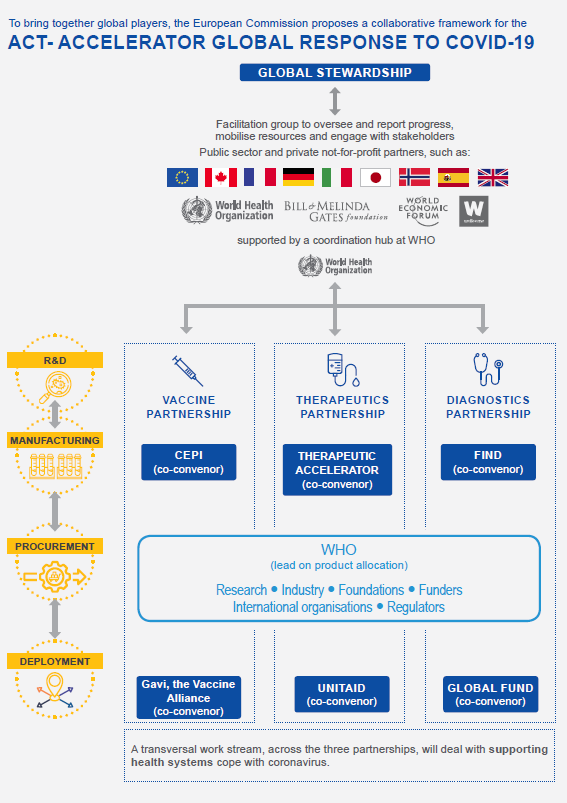 To bring together global players, the European Commission proposes a collaborative framework for the
ACT- ACCELERATOR GLOBAL RESPONSE TO COVID-19
GLOBAL STEWARDSHIP
Facilitation group to oversee and report progress,
mobilise resources and engage with stakeholders
Public sector and private not-for-profit partners, such as:
World Health
Organization
BILL & MELINDA
GATES foundation
WORLD
ECONOMIC
FORUM
W
supported by a coordination hub at WHO
World Health
Organization
R&D
MANUFACTURING
PROCUREMENT
DEPLOYMENT
VACCINE
PARTNERSHIP
THERAPEUTICS
PARTNERSHIP
DIAGNOSTICS
PARTNERSHIP
CEPI
(co-convenor)
THERAPEUTIC
ACCELERATOR
(co-convenor)
FIND
(co-convenor)
WHO
(lead on product allocation)
Research • Industry • Foundations • Funders
International organisations • Regulators
Gavi, the Vaccine
Alliance
(co-convenor)
UNITAID
(co-convenor)
GLOBAL FUND
(co-convenor)
A transversal work stream, across the three partnerships, will deal with supporting
health systems cope with coronavirus.